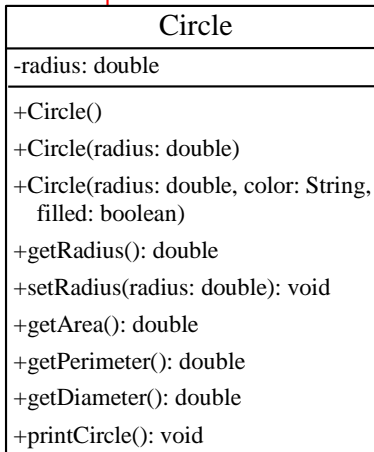 Circle
-radius: double
+Circle()
+Circle(radius: double)
+Circle(radius: double, color: String,
filled: boolean)
+getRadius(): double
+setRadius(radius: double): void
+getArea(): double
+getPerimeter(): double
+getDiameter(): double
+printCircle(): void